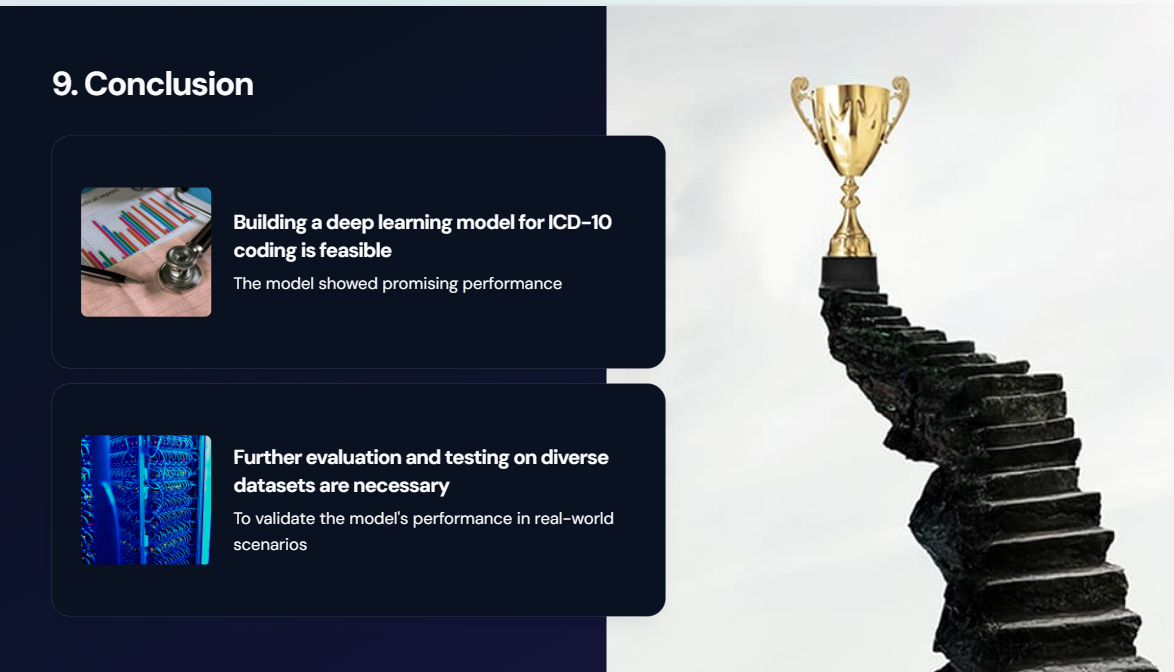 9. Conclusion
Building a deep learning model for ICD-10
coding is feasible
The model showed promising performance
Further evaluation and testing on diverse
datasets are necessary
To validate the model's performance in real-world
scenarios